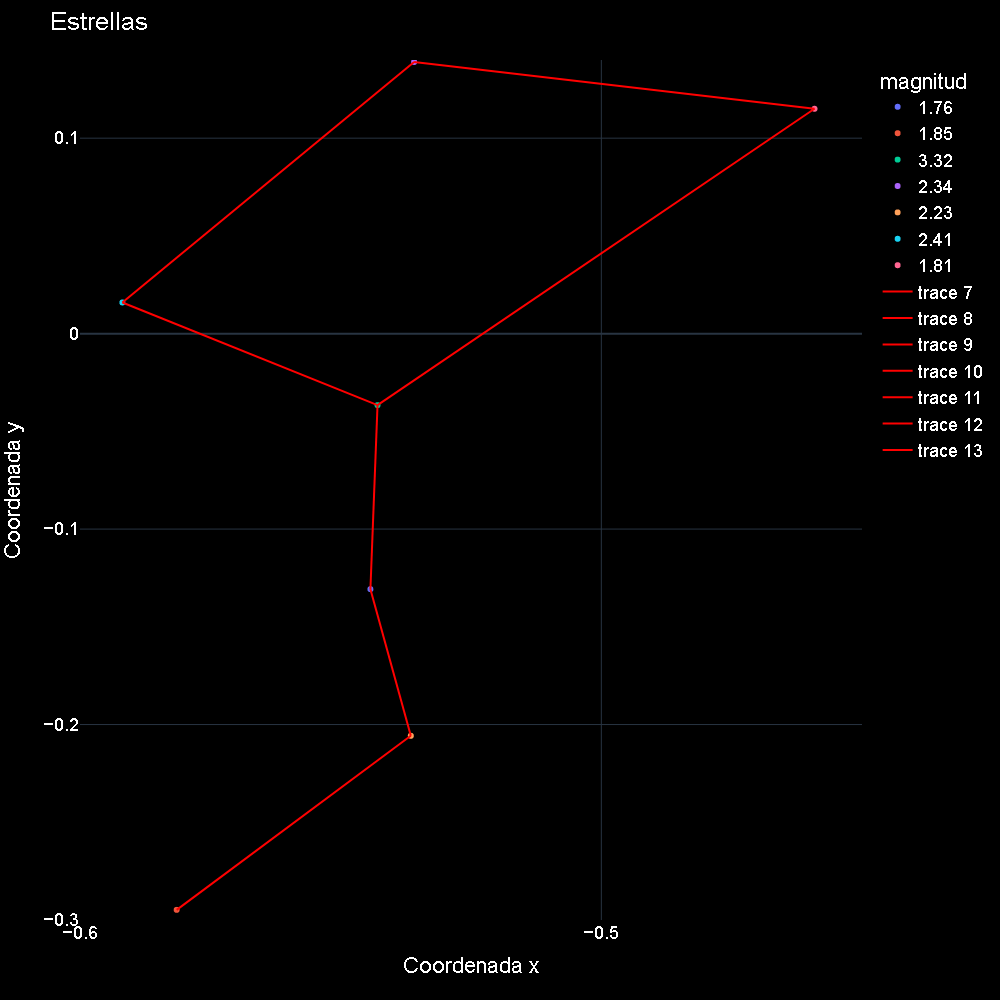 Estrellas
magnitud
1.76
1.85
3.32
2.34
2.23
2.41
1.81
trace 7
trace 8
trace 9
trace 10
trace 11
trace 12
trace 13
0.1
0
−0.1
−0.2
−0.3
−0.6
−0.5
Coordenada y
Coordenada x